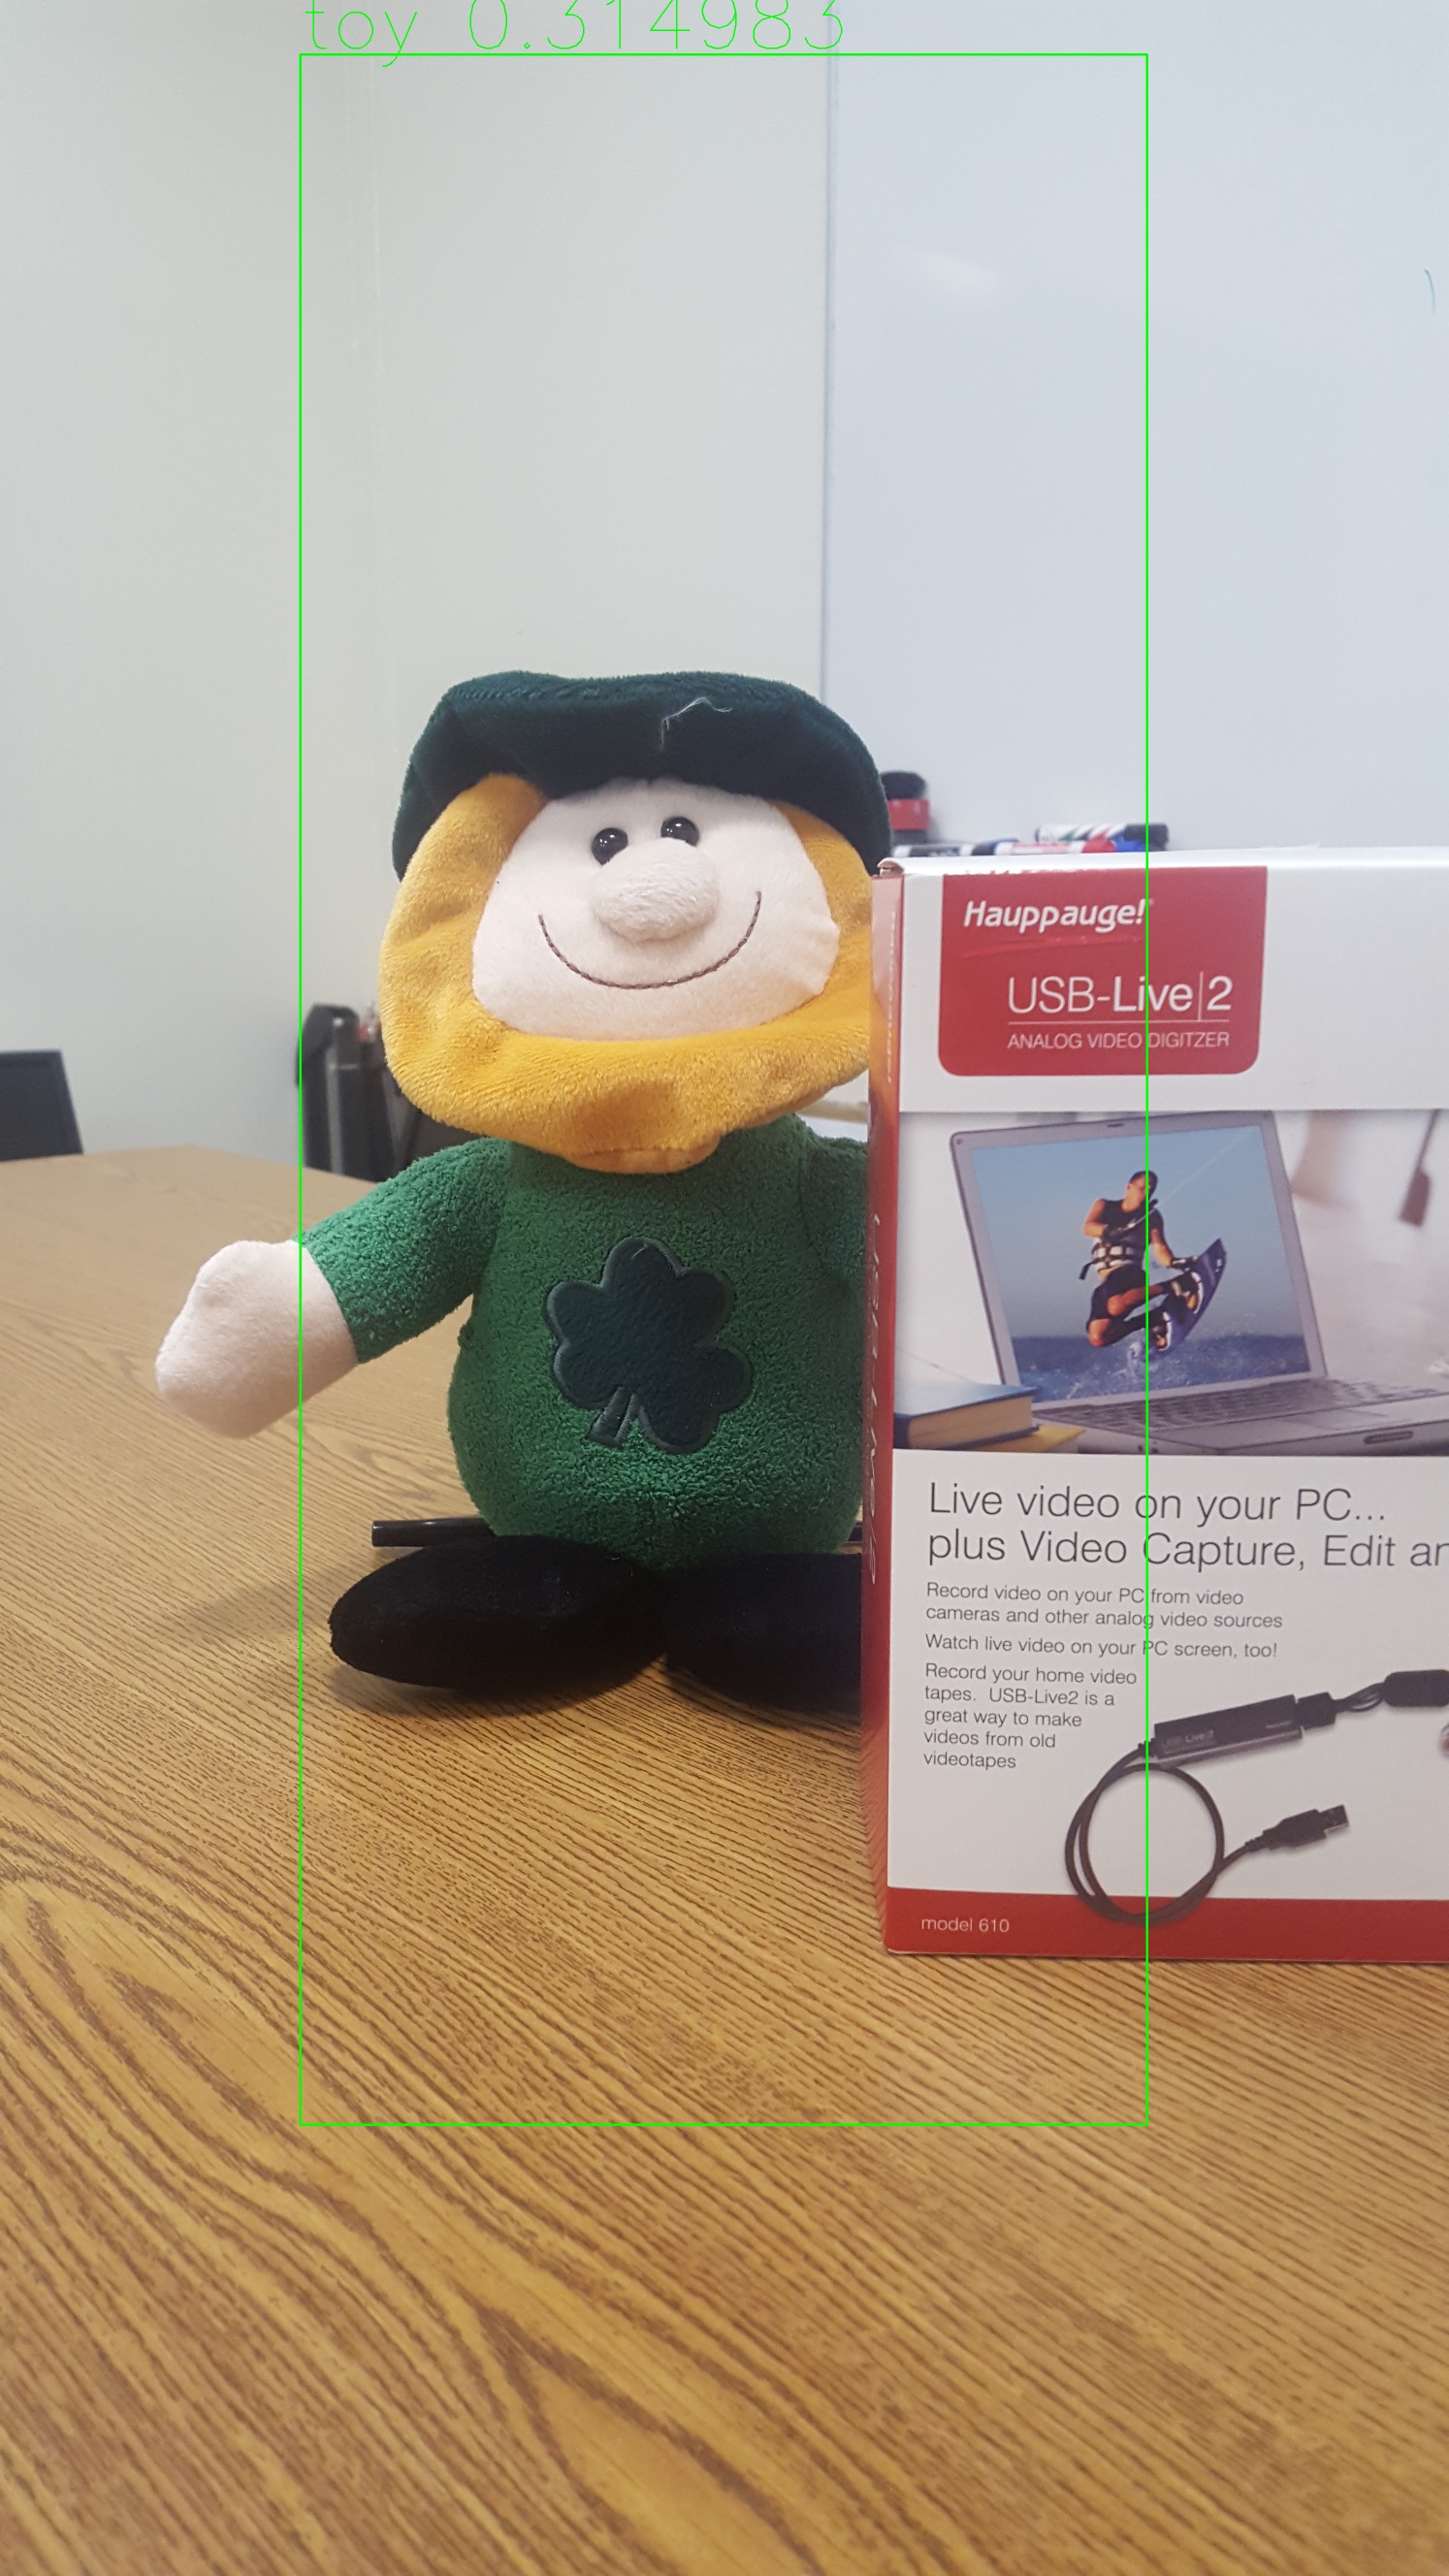 toy 0.314983
Hauppauge!
USB-Live|2
ANALOG VIDEO DIGITZER
Live video on your PC...
plus Video Capture, Edit an
Record video on your PC from video
cameras and other analog video sources
Watch live video on your PC screen, too!
Record your home video
tapes. USB-Live2 is a
great way to make
videos from old
videotapes
model 610